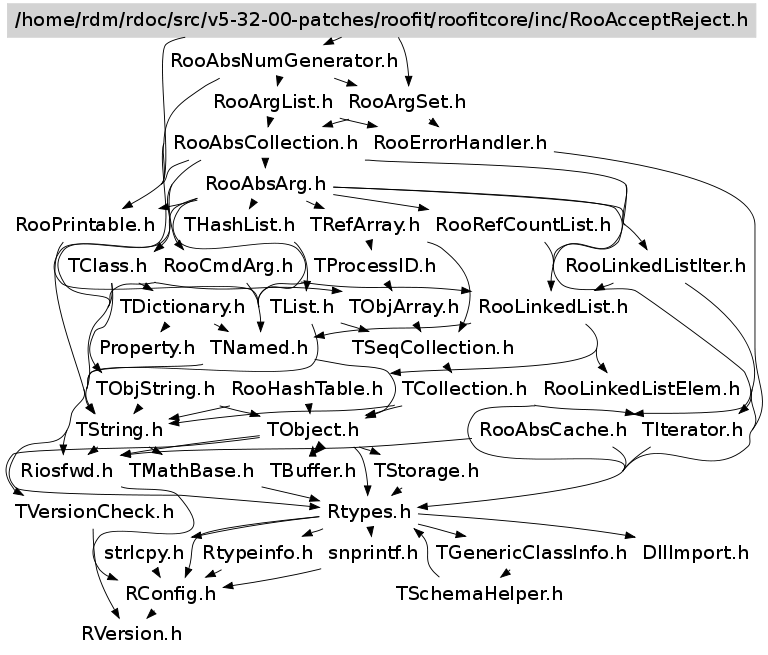 /home/rdm/rdoc/src/v5-32-00-patches/roofit/roofitcore/inc/RooAcceptReject.h
RooAbsNumGenerator.h
RooArgList.h RooArgSet.h
RooAbsCollection.h RooErrorHandler.h
RooAbsArg.h
RooPrintable.h THashList.h TRefArray.h RooRefCountList.h
TClass.h RooCmdArg.h TProcessID.h RooLinkedListIter.h
TDictionary.h TList.h TObjArray.h RooLinkedList.h
Property.h TNamed.h TSeqCollection.h
TObjString.h RooHashTable.h TCollection.h RooLinkedListElem.h
TString.h TObject.h RooAbsCache.h TIterator.h
Riosfwd.h TMathBase.h TBuffer.h TStorage.h
TVersionCheck.h Rtypes.h
strlcpy.h Rtypeinfo.h snprintf.h TGenericClassInfo.h DllImport.h
RConfig.h TSchemaHelper.h
RVersion.h